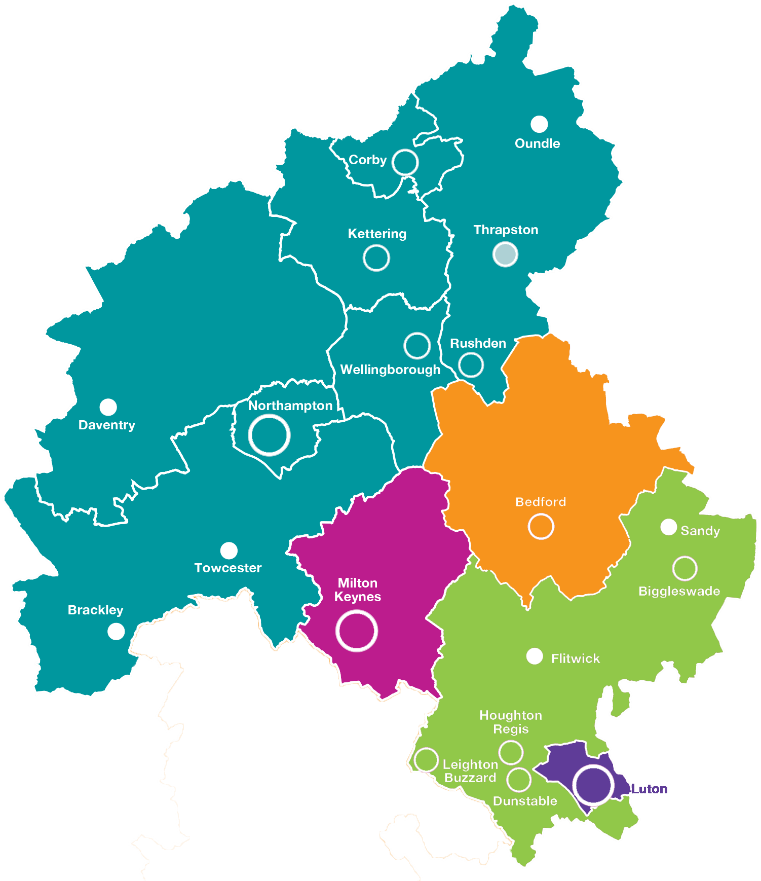 Oundle
Corby
Thrapston
Kettering
Rushden
Wellingborough
Northampton
Daventry
Bedford
Sandy
Towcester
Milton
Keynes
Biggleswade
Brackley
Flitwick
Houghton
Regis
Leighton
Buzzard
Luton
Dunstable